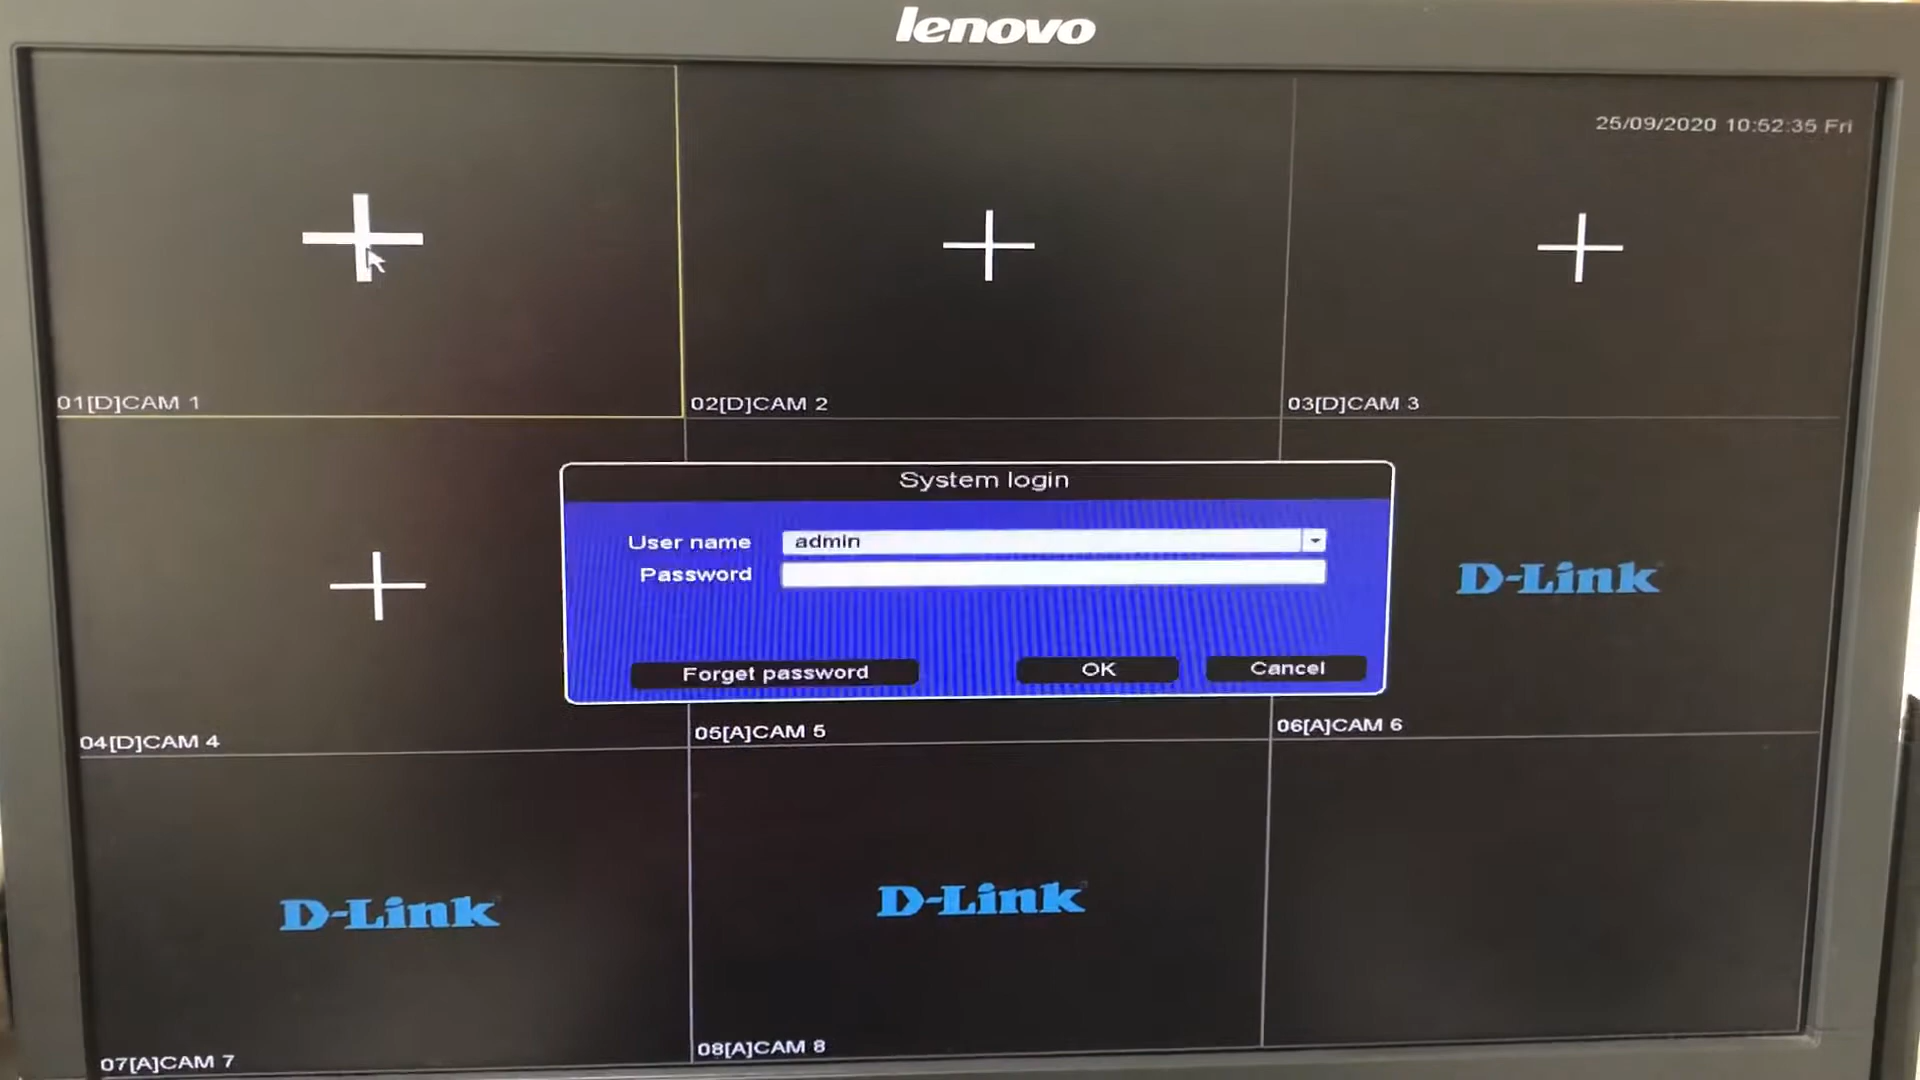 lenovo
25/09/2020 10:52:35 Fri
01[D]CAM 1
02[D]CAM 2
03[D]CAM 3
System login
User name admin
Password
Forget password OK Cancel
D-Link
04[D]CAM 4
05[A]CAM 5
06[A]CAM 6
D-Link
D-Link
07[A]CAM 7
08[A]CAM 8